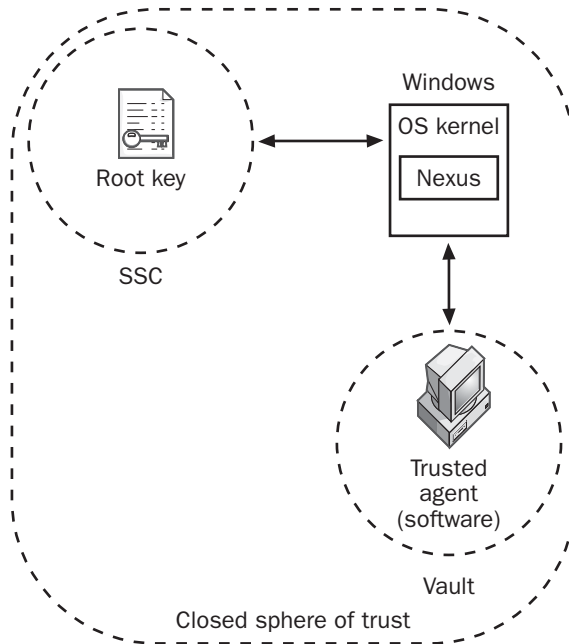 Windows
OS kernel
Nexus
Root key
SSC
Trusted
agent
(software)
Vault
Closed sphere of trust